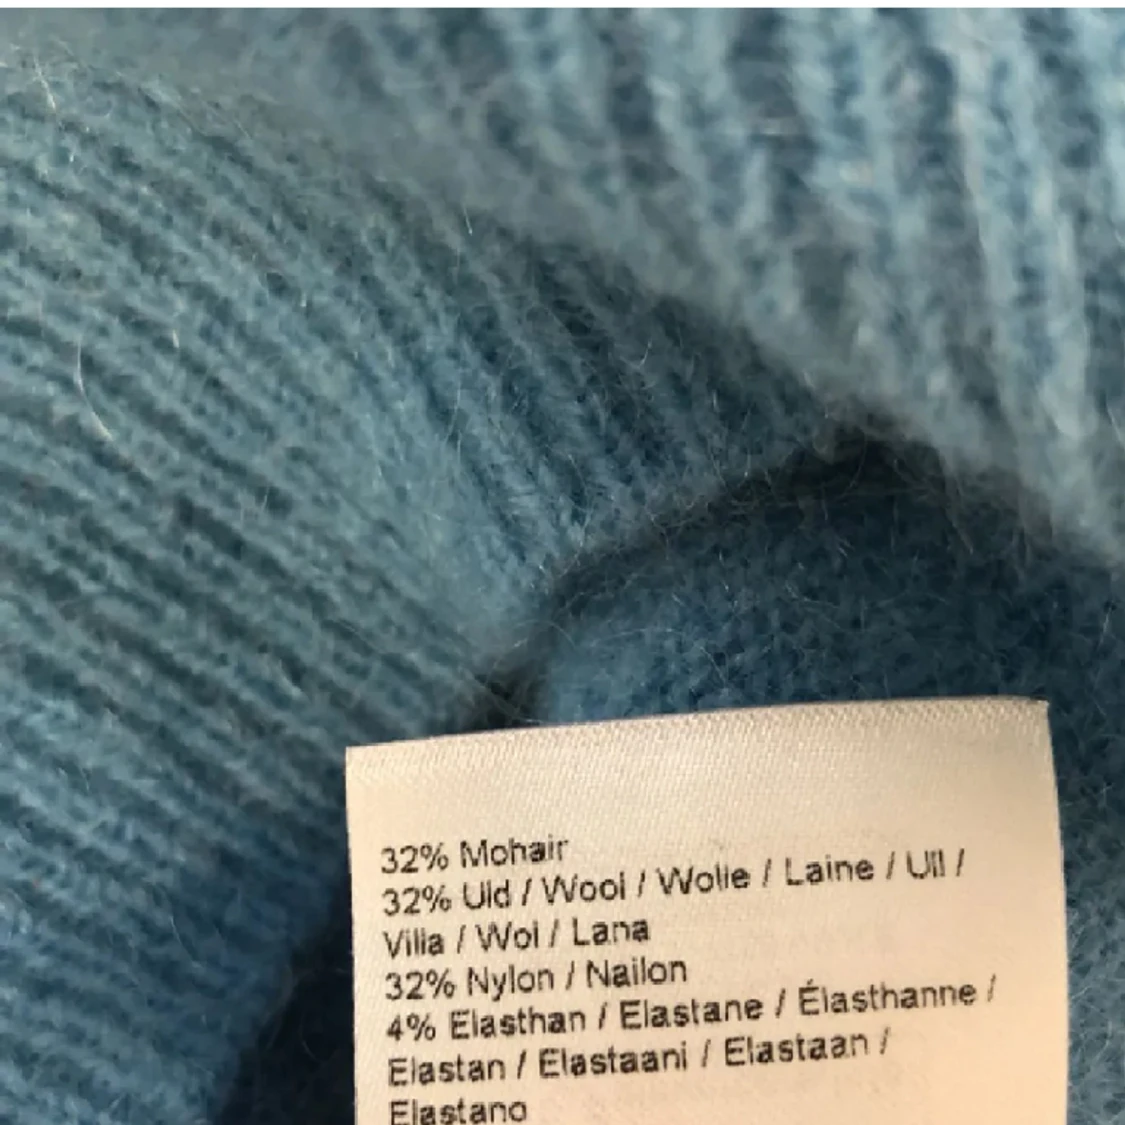 32% Mohair
32% Uld / Wool / Wolle / Laine / Ull /
Villa / Wol / Lana
32% Nylon / Nailon
4% Elasthan / Elastane / Élasthanne /
Elastan / Elastaani / Elastaan /
Elastano